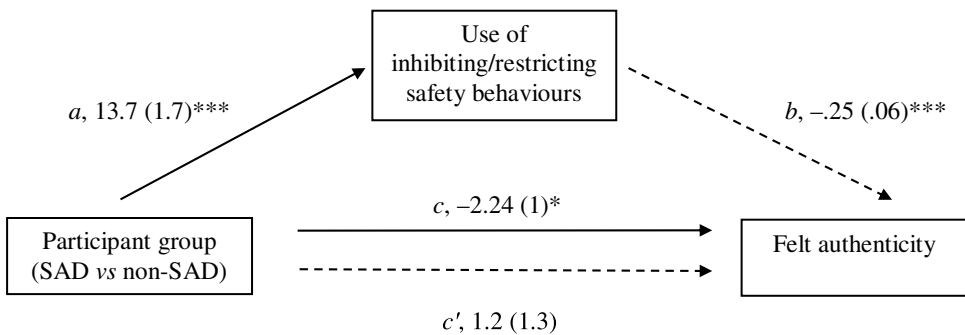 Use of
inhibiting/restricting
safety behaviours
a, 13.7 (1.7)***
b, –.25 (.06)***
c, –2.24 (1)*
Participant group
(SAD vs non-SAD)
Felt authenticity
c′, 1.2 (1.3)